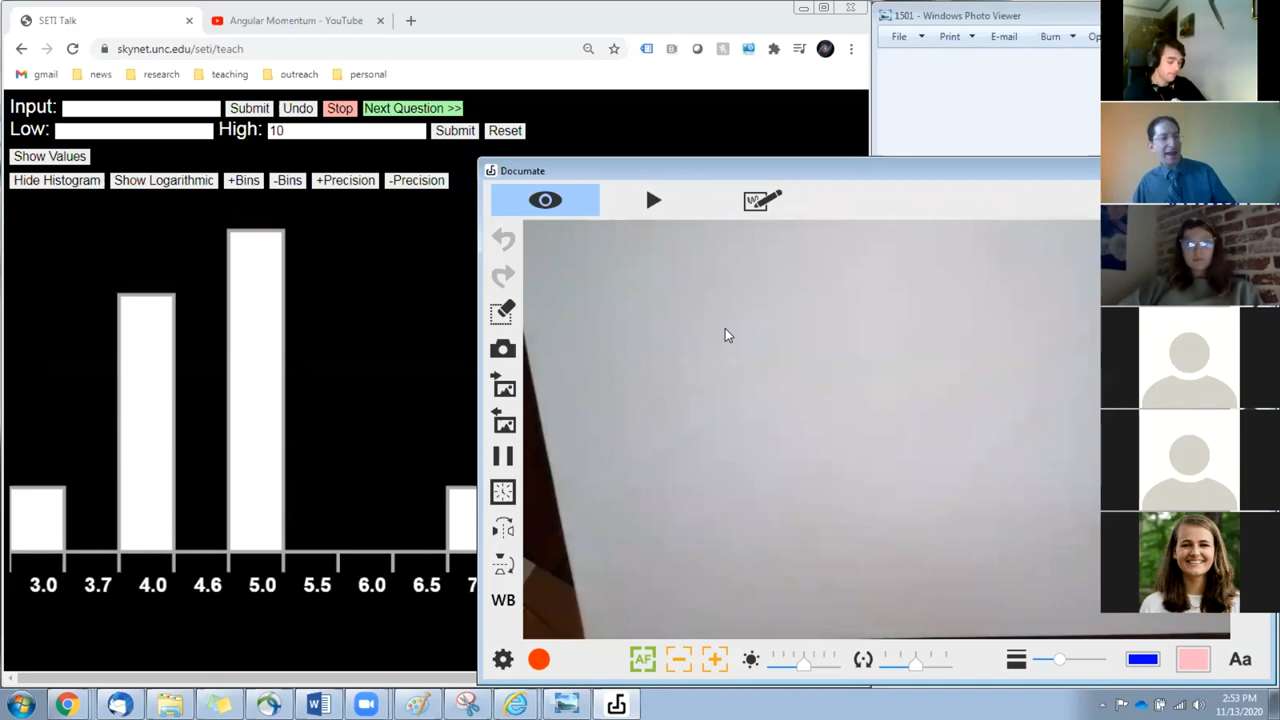 SETI Talk
Angular Momentum - YouTube
skynet.unc.edu/seti/teach
gmail
news
research
teaching
outreach
personal
Input:
Submit
Undo
Stop
Next Question >>
Low:
High:
10
Submit
Reset
Show Values
Hide Histogram
Show Logarithmic
+Bins
-Bins
+Precision
-Precision
3.0 3.7 4.0 4.6 5.0 5.5 6.0 6.5 7
1501 - Windows Photo Viewer
File
Print
E-mail
Burn
Op
Documate
WB
AF
Aa
2:53 PM
11/13/2020